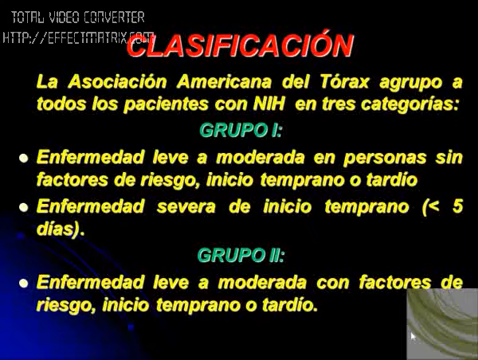 TOTAL VIDEO CONVERTER
HTTP://EFFECTMATRIX.COM/
CLASIFICACIÓN
La Asociación Americana del Tórax agrupo a
todos los pacientes con NIH en tres categorías:
GRUPO I:
Enfermedad leve a moderada en personas sin
factores de riesgo, inicio temprano o tardío
Enfermedad severa de inicio temprano (< 5
días).
GRUPO II:
Enfermedad leve a moderada con factores de
riesgo, inicio temprano o tardío.